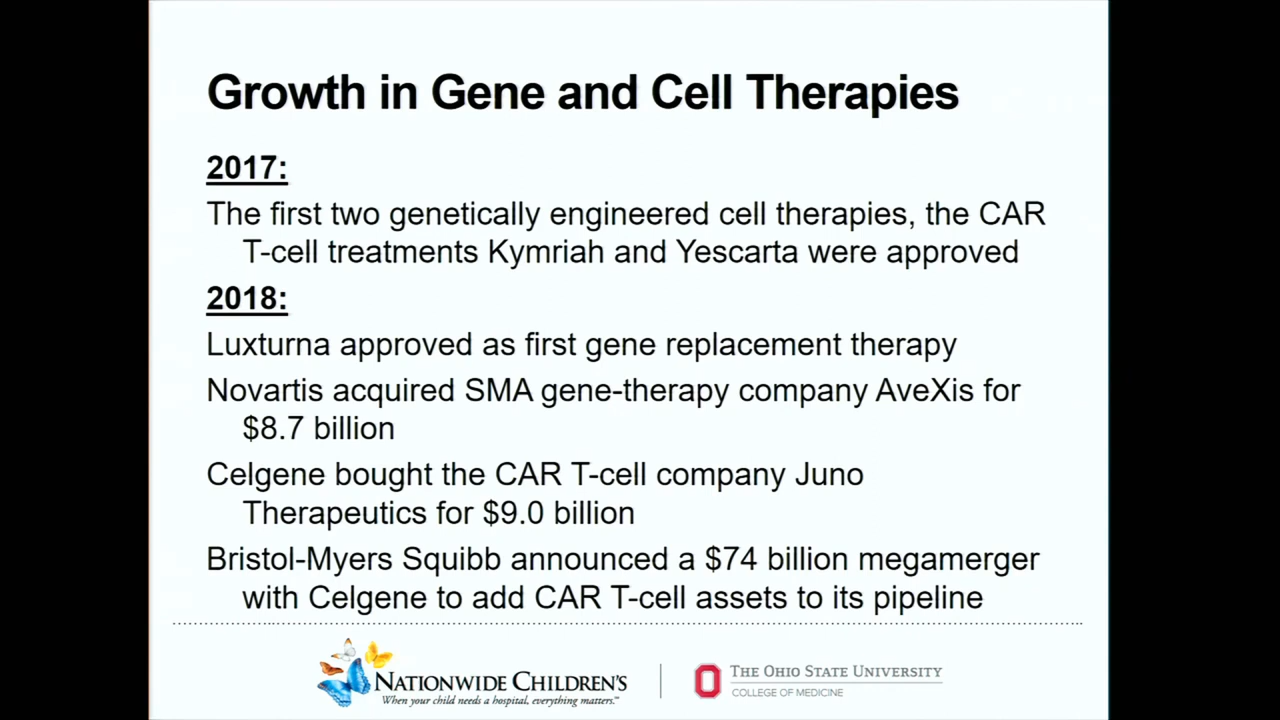 Growth in Gene and Cell Therapies
2017:
The first two genetically engineered cell therapies, the CAR
T-cell treatments Kymriah and Yescarta were approved
2018:
Luxturna approved as first gene replacement therapy
Novartis acquired SMA gene-therapy company AveXis for
$8.7 billion
Celgene bought the CAR T-cell company Juno
Therapeutics for $9.0 billion
Bristol-Myers Squibb announced a $74 billion megamerger
with Celgene to add CAR T-cell assets to its pipeline
NATIONWIDE CHILDREN'S
When your child needs a hospital, everything matters.™
THE OHIO STATE UNIVERSITY
COLLEGE OF MEDICINE